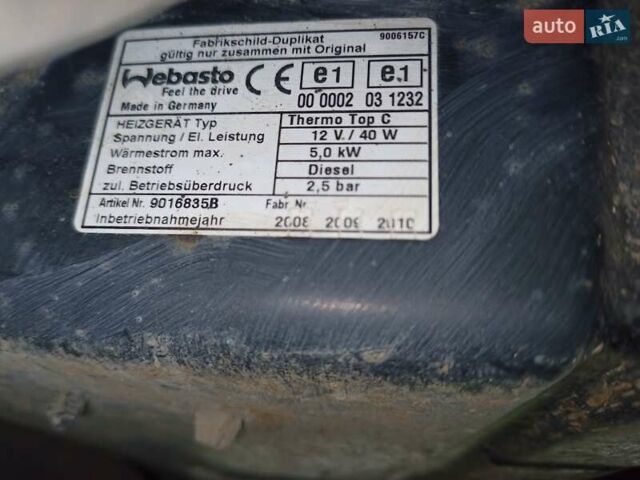 Fabrikschild-Duplikat 9006157C
gültig nur zusammen mit Original
Webasto CE e1 e1
Feel the drive
Made in Germany 00 0002 03 1232
HEIZGERÄT Typ Thermo Top C
Spannung / El. Leistung 12 V / 40 W
Wärmestrom max. 5,0 kW
Brennstoff Diesel
zul. Betriebsüberdruck 2,5 bar
Artikel Nr. 9016835B Fabr. Nr
Inbetriebnahmejahr 2008 2009 2010
auto RIA .com